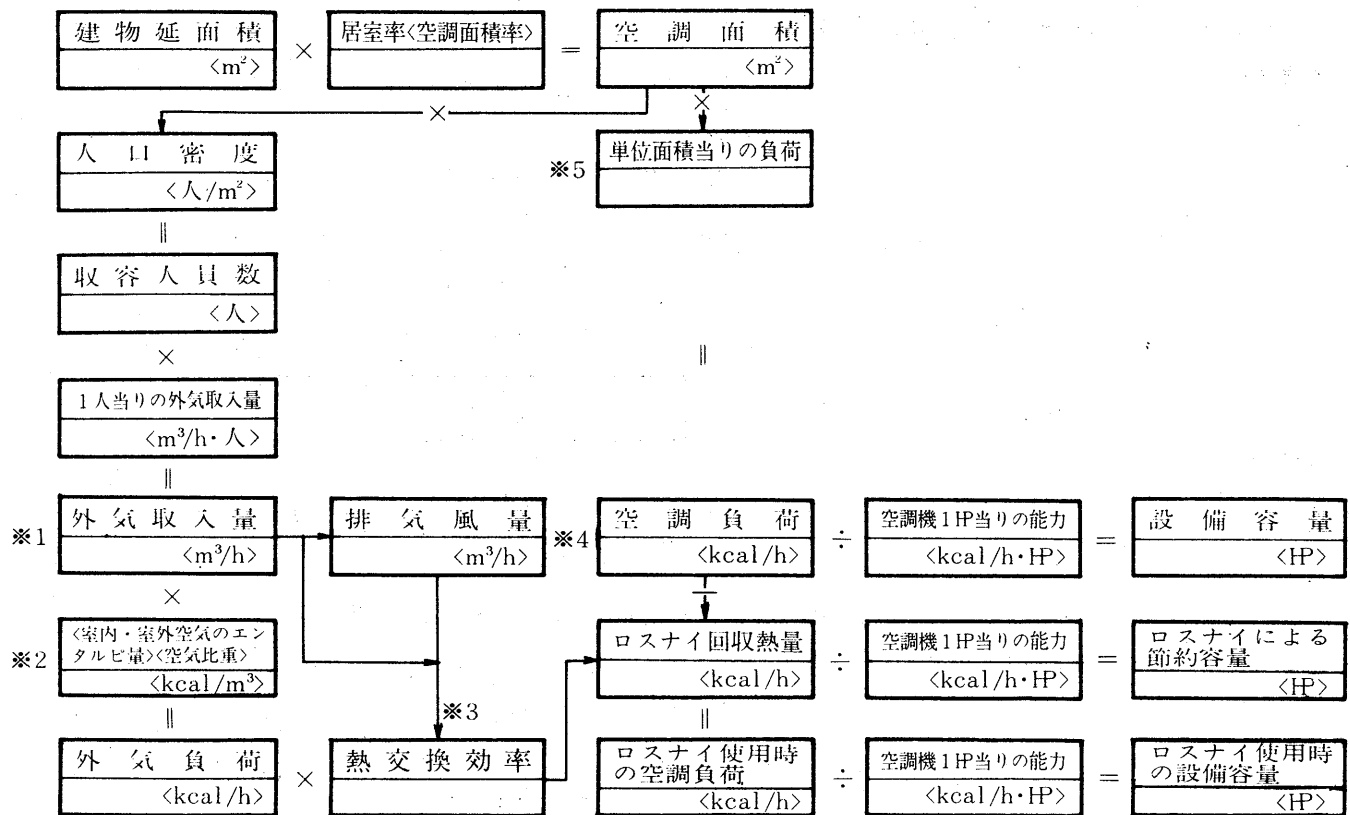 建物延面積 × 居室率<空調面積率> = 空調面積
<m²> <m²>
× ×
人口密度 ※5 単位面積当りの負荷
<人/m²>
‖
収容人員数
<人>
× ‖
1人当りの外気取入量
<m³/h・人>
‖
※1 外気取入量 排気風量 ※4 空調負荷 ÷ 空調機1HP当りの能力 = 設備容量
<m³/h> <m³/h> <kcal/h> <kcal/h・HP> <HP>
× −
※2 <室内・室外空気のエン
タルピ量><空気比重>
<kcal/m³>
ロスナイ回収熱量 ÷ 空調機1HP当りの能力 = ロスナイによる
節約容量
<kcal/h> <kcal/h・HP> <HP>
‖ ※3 ‖
外気負荷 × 熱交換効率 ロスナイ使用時
の空調負荷
÷ 空調機1HP当りの能力 = ロスナイ使用時
の設備容量
<kcal/h> <kcal/h> <kcal/h・HP> <HP>